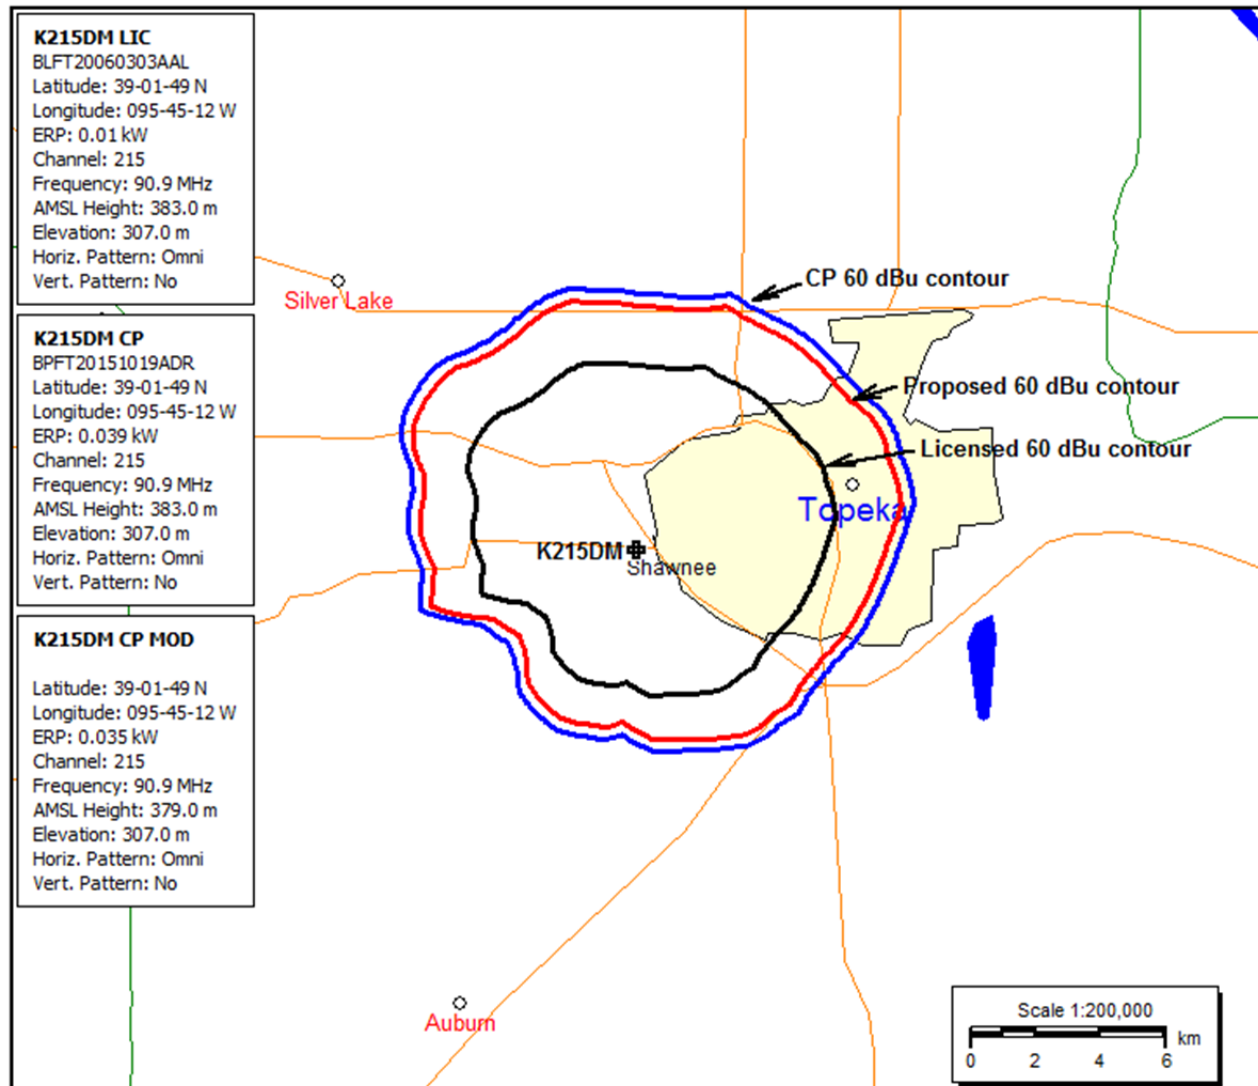 K215DM LIC
BLFT20060303AAL
Latitude: 39-01-49 N
Longitude: 095-45-12 W
ERP: 0.01 kW
Channel: 215
Frequency: 90.9 MHz
AMSL Height: 383.0 m
Elevation: 307.0 m
Horiz. Pattern: Omni
Vert. Pattern: No
K215DM CP
BPFT20151019ADR
Latitude: 39-01-49 N
Longitude: 095-45-12 W
ERP: 0.039 kW
Channel: 215
Frequency: 90.9 MHz
AMSL Height: 383.0 m
Elevation: 307.0 m
Horiz. Pattern: Omni
Vert. Pattern: No
K215DM CP MOD
Latitude: 39-01-49 N
Longitude: 095-45-12 W
ERP: 0.035 kW
Channel: 215
Frequency: 90.9 MHz
AMSL Height: 379.0 m
Elevation: 307.0 m
Horiz. Pattern: Omni
Vert. Pattern: No
CP 60 dBu contour
Silver Lake
Proposed 60 dBu contour
Licensed 60 dBu contour
Topeka
K215DM
Shawnee
Auburn
Scale 1:200,000
km
0 2 4 6